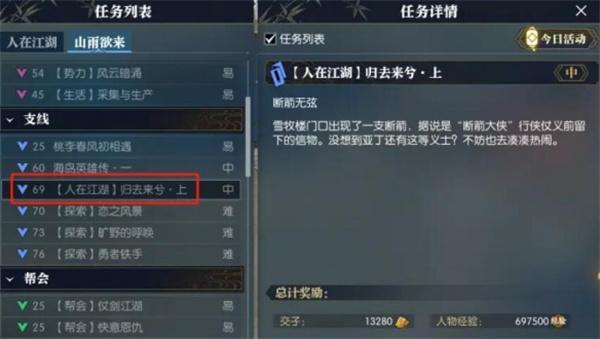 任务列表
人在江湖 山雨欲来
54 【势力】风云暗涌 易
45 【生活】采集与生产 易
支线
25 桃李春风初相遇 易
60 海鸟英雄传·一 中
69 【人在江湖】归去来兮·上 中
70 【探索】恋之风景 难
73 【探索】旷野的呼唤 难
76 【探索】勇者铁手 难
帮会
25 【帮会】仗剑江湖 易
25 【帮会】快意恩仇 易
任务详情
任务列表 今日活动
【人在江湖】归去来兮·上 中
断箭无弦
雪牧楼门口出现了一支断箭，据说是“断箭大侠”行侠仗义前留
下的信物。没想到亚丁还有这等义士？不妨也去凑凑热闹。
总计奖励：
交子： 13280 人物经验： 697500 经验